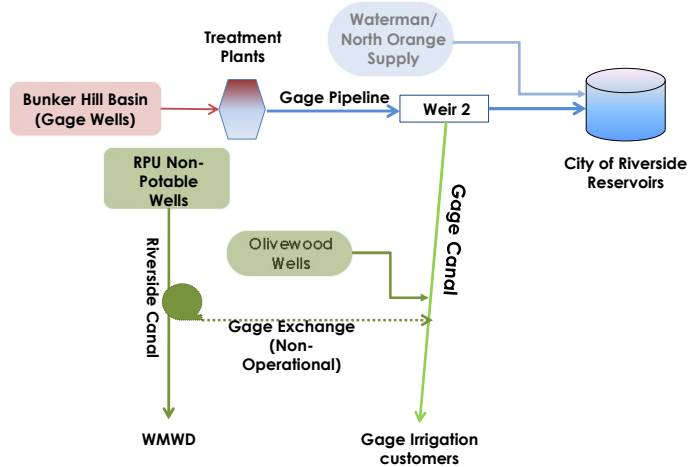 Waterman/
North Orange
Supply
Treatment
Plants
Bunker Hill Basin
(Gage Wells)
Gage Pipeline
Weir 2
City of Riverside
Reservoirs
RPU Non-
Potable
Wells
Gage Canal
Olivewood
Wells
Riverside Canal
Gage Exchange
(Non-
Operational)
WMWD
Gage Irrigation
customers